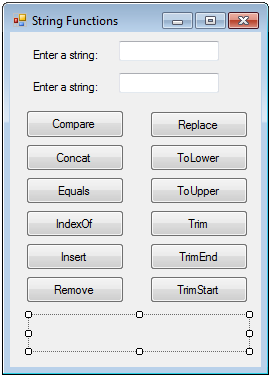 String Functions
Enter a string:
Enter a string:
Compare Replace
Concat ToLower
Equals ToUpper
IndexOf Trim
Insert TrimEnd
Remove TrimStart